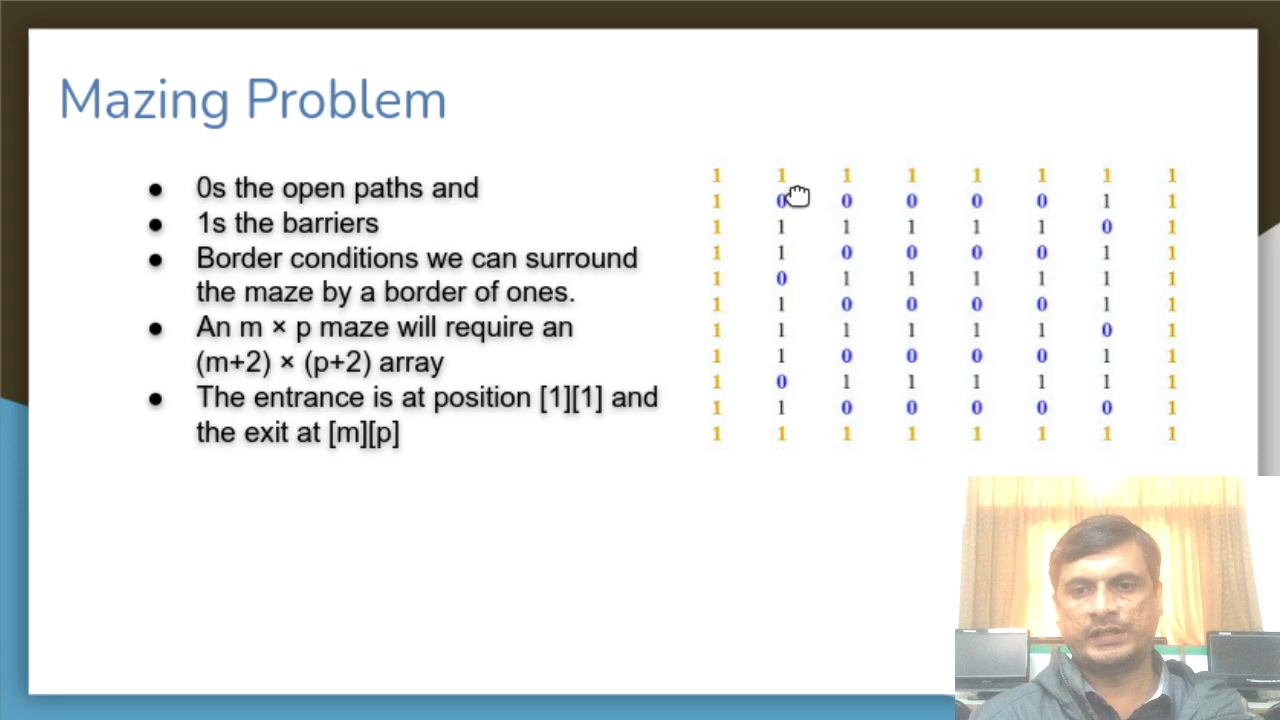 Mazing Problem
● 0s the open paths and
● 1s the barriers
● Border conditions we can surround
the maze by a border of ones.
● An m × p maze will require an
(m+2) × (p+2) array
● The entrance is at position [1][1] and
the exit at [m][p]
1 1 1 1 1 1 1 1
1 0 0 0 0 0 1 1
1 1 1 1 1 1 0 1
1 1 0 0 0 0 1 1
1 0 1 1 1 1 1 1
1 1 0 0 0 0 1 1
1 1 1 1 1 1 0 1
1 1 0 0 0 0 1 1
1 0 1 1 1 1 1 1
1 1 0 0 0 0 0 1
1 1 1 1 1 1 1 1